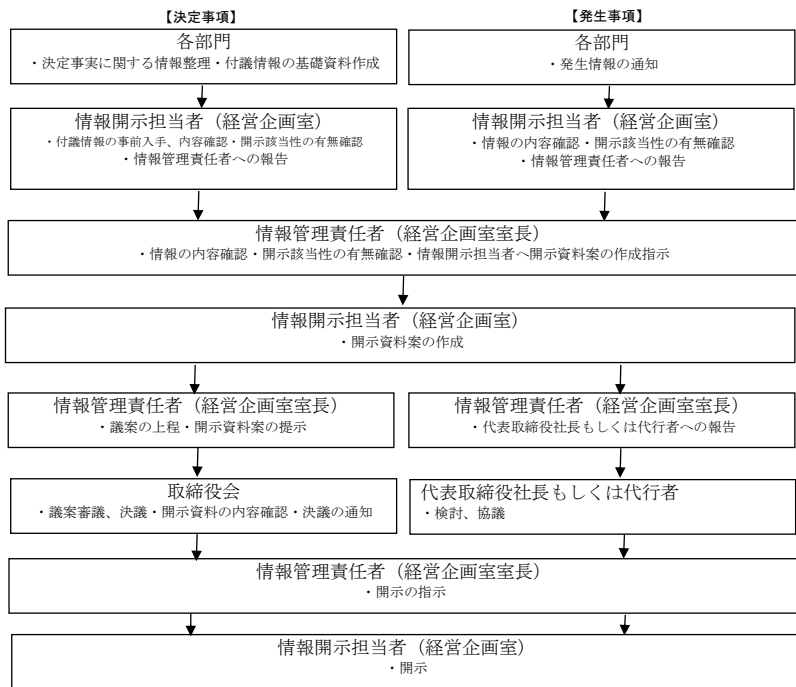 【決定事項】
【発生事項】
各部門
・決定事実に関する情報整理・付議情報の基礎資料作成
各部門
・発生情報の通知
情報開示担当者（経営企画室）
・付議情報の事前入手、内容確認・開示該当性の有無確認
・情報管理責任者への報告
情報開示担当者（経営企画室）
・情報の内容確認・開示該当性の有無確認
・情報管理責任者への報告
情報管理責任者（経営企画室室長）
・情報の内容確認・開示該当性の有無確認・情報開示担当者へ開示資料案の作成指示
情報開示担当者（経営企画室）
・開示資料案の作成
情報管理責任者（経営企画室室長）
・議案の上程・開示資料案の提示
情報管理責任者（経営企画室室長）
・代表取締役社長もしくは代行者への報告
取締役会
・議案審議、決議・開示資料の内容確認・決議の通知
代表取締役社長もしくは代行者
・検討、協議
情報管理責任者（経営企画室室長）
・開示の指示
情報開示担当者（経営企画室）
・開示